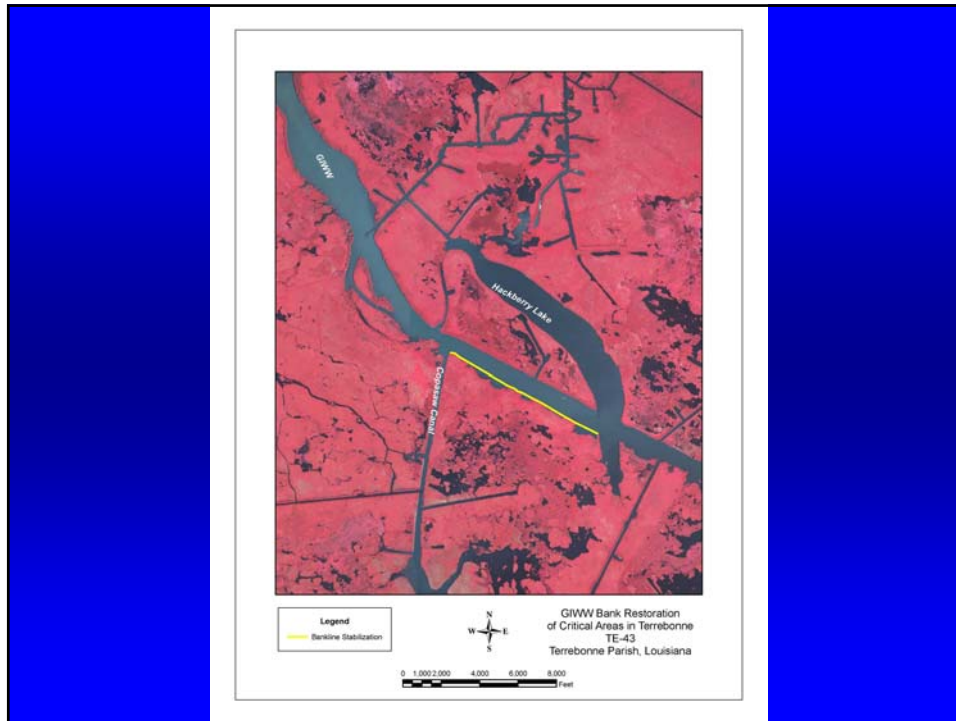 GIWW
Hackberry Lake
Copasaw Canal
Legend
Bankline Stabilization
N
W E
S
GIWW Bank Restoration
of Critical Areas in Terrebonne
TE-43
Terrebonne Parish, Louisiana
0 1,000 2,000 4,000 6,000 8,000
Feet